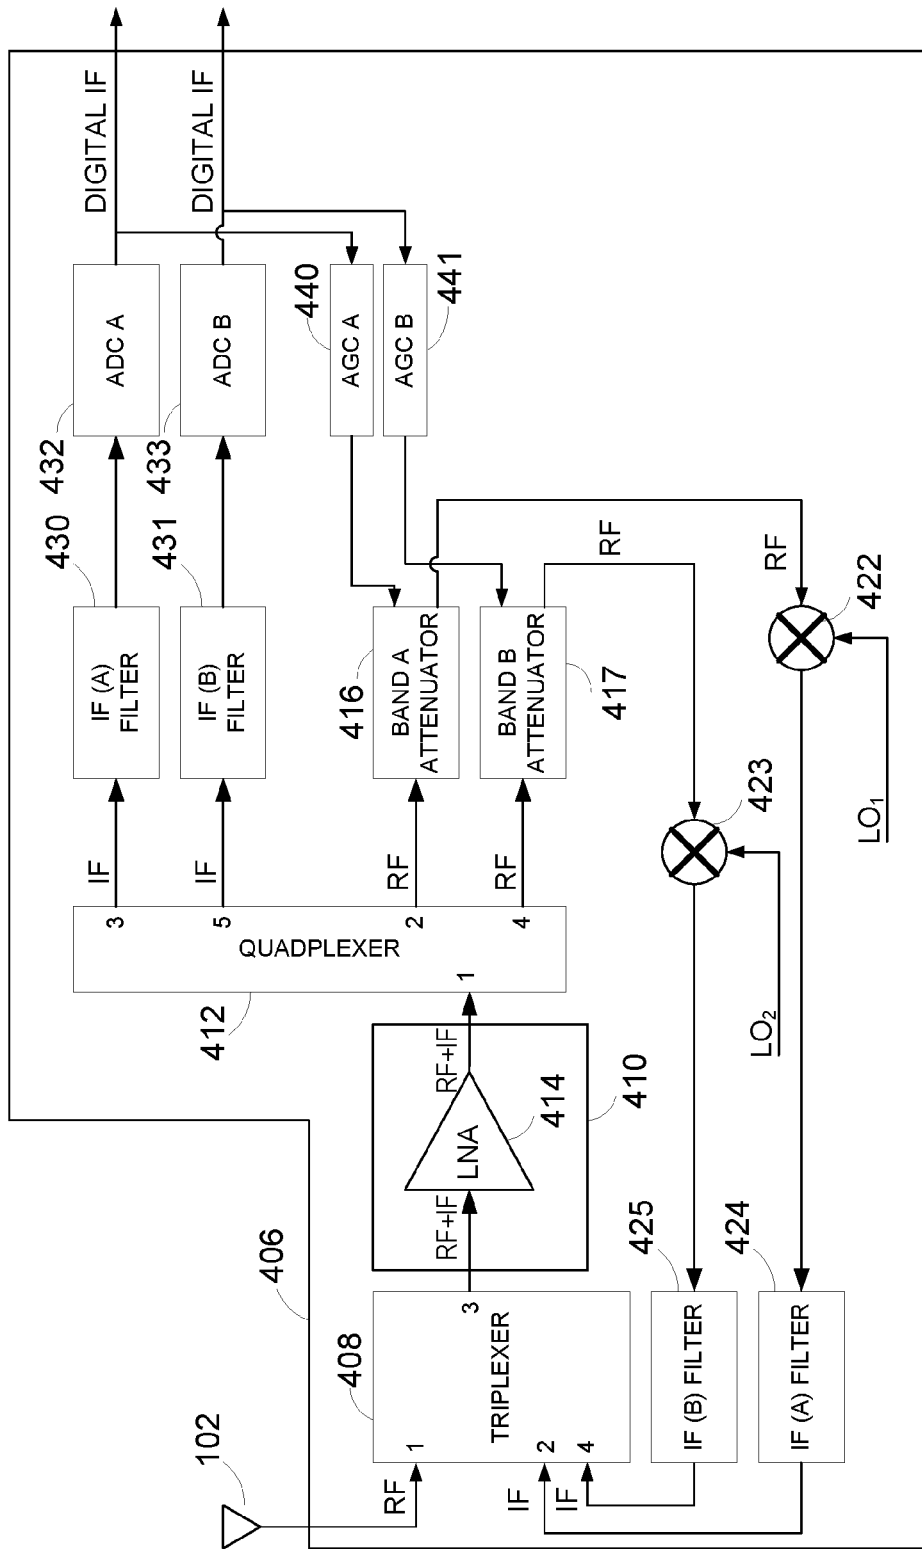 DIGITAL IF
DIGITAL IF
432
ADC A
433
ADC B
440
AGC A
441
AGC B
430
IF (A)
FILTER
431
IF (B)
FILTER
416
BAND A
ATTENUATOR
417
BAND B
ATTENUATOR
RF
RF
422
423
LO1
LO2
IF
IF
RF
RF
3
5
2
4
QUADPLEXER
1
412
RF+IF
LNA
RF+IF
414
410
406
408
TRIPLEXER
3
1
2
4
425
IF (B) FILTER
424
IF (A) FILTER
102
RF
IF
IF